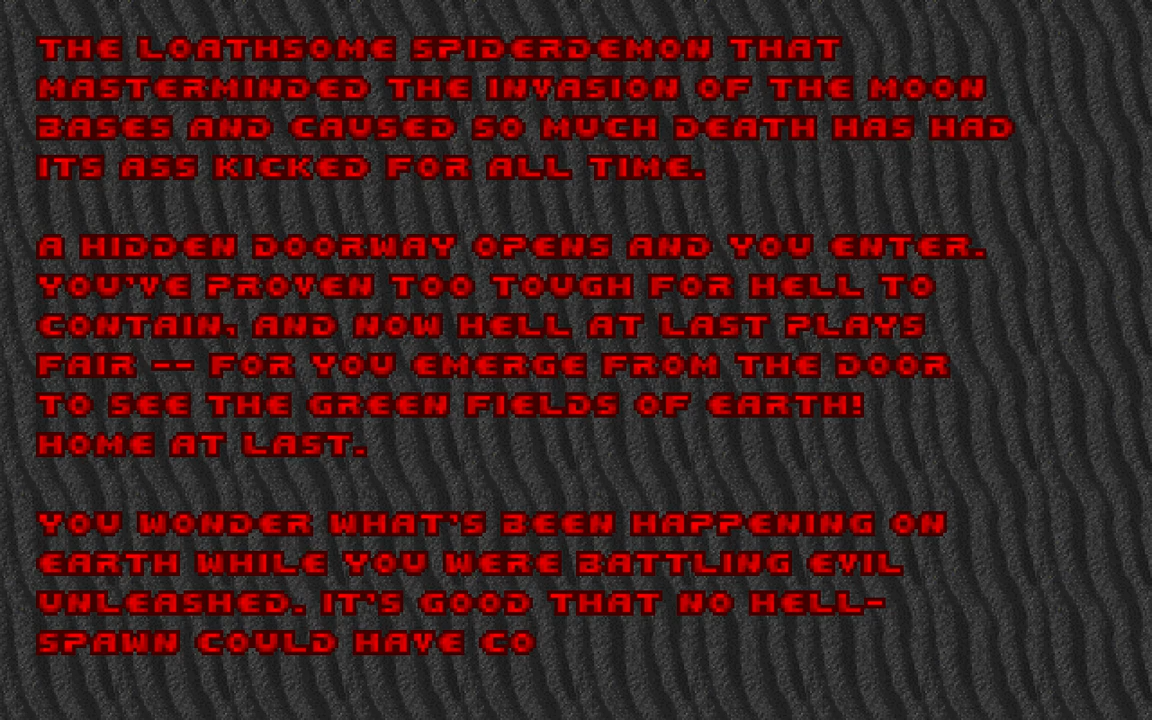 THE LOATHSOME SPIDERDEMON THAT
MASTERMINDED THE INVASION OF THE MOON
BASES AND CAUSED SO MUCH DEATH HAS HAD
ITS ASS KICKED FOR ALL TIME.
A HIDDEN DOORWAY OPENS AND YOU ENTER.
YOU'VE PROVEN TOO TOUGH FOR HELL TO
CONTAIN, AND NOW HELL AT LAST PLAYS
FAIR -- FOR YOU EMERGE FROM THE DOOR
TO SEE THE GREEN FIELDS OF EARTH!
HOME AT LAST.
YOU WONDER WHAT'S BEEN HAPPENING ON
EARTH WHILE YOU WERE BATTLING EVIL
UNLEASHED. IT'S GOOD THAT NO HELL-
SPAWN COULD HAVE CO